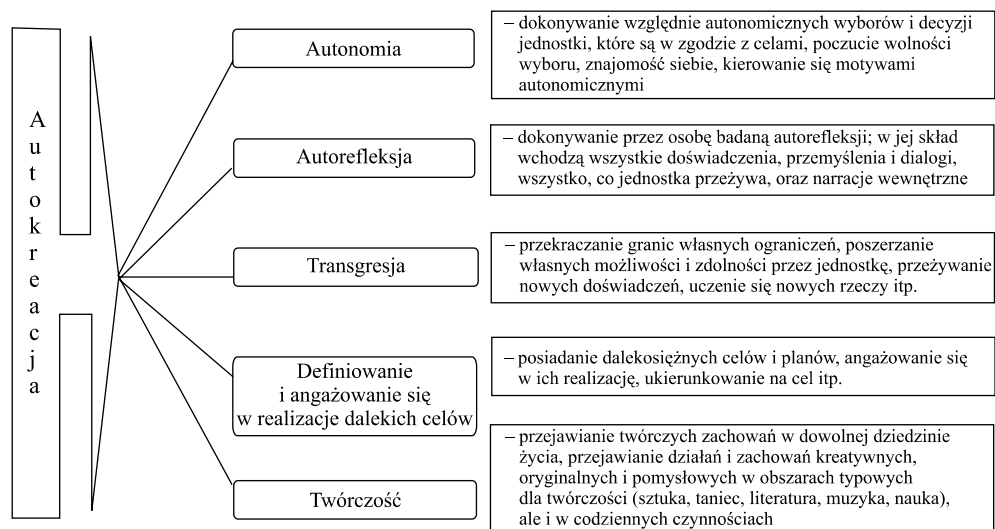 Autokreacja
Autonomia
– dokonywanie względnie autonomicznych wyborów i decyzji
jednostki, które są w zgodzie z celami, poczucie wolności
wyboru, znajomość siebie, kierowanie się motywami
autonomicznymi
Autorefleksja
– dokonywanie przez osobę badaną autorefleksji; w jej skład
wchodzą wszystkie doświadczenia, przemyślenia i dialogi,
wszystko, co jednostka przeżywa, oraz narracje wewnętrzne
Transgresja
– przekraczanie granic własnych ograniczeń, poszerzanie
własnych możliwości i zdolności przez jednostkę, przeżywanie
nowych doświadczeń, uczenie się nowych rzeczy itp.
Definiowanie
i angażowanie się
w realizacje dalekich celów
– posiadanie dalekosiężnych celów i planów, angażowanie się
w ich realizację, ukierunkowanie na cel itp.
Twórczość
– przejawianie twórczych zachowań w dowolnej dziedzinie
życia, przejawianie działań i zachowań kreatywnych,
oryginalnych i pomysłowych w obszarach typowych
dla twórczości (sztuka, taniec, literatura, muzyka, nauka),
ale i w codziennych czynnościach